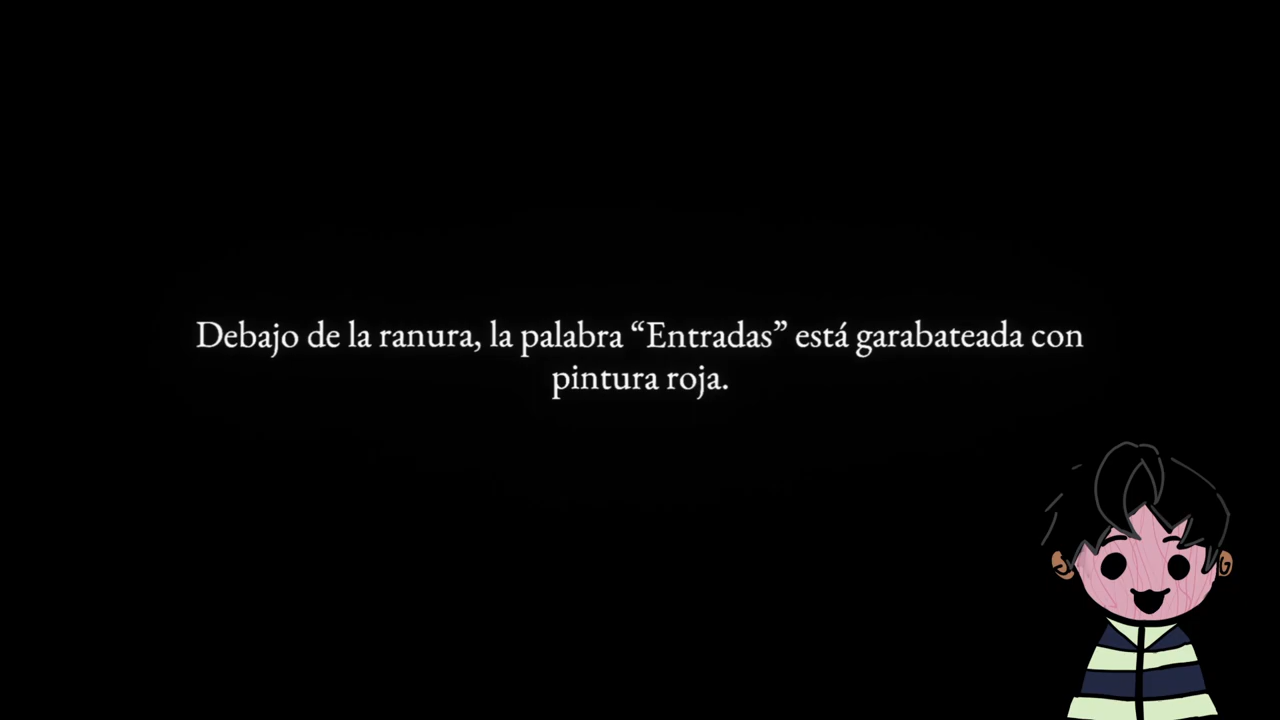 Debajo de la ranura, la palabra “Entradas” está garabateada con
pintura roja.